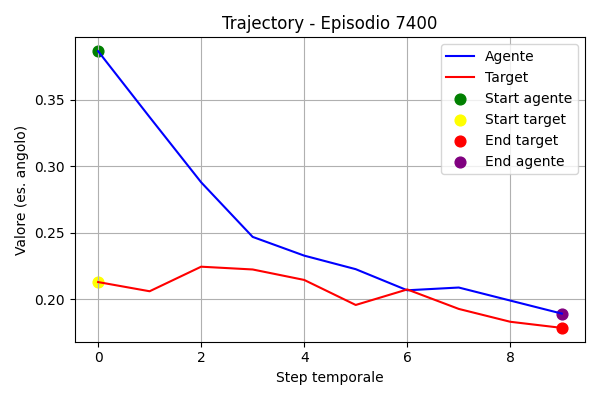 Trajectory - Episodio 7400
Valore (es. angolo)
0.35
0.30
0.25
0.20
0
2
4
6
8
Step temporale
Agente
Target
Start agente
Start target
End target
End agente